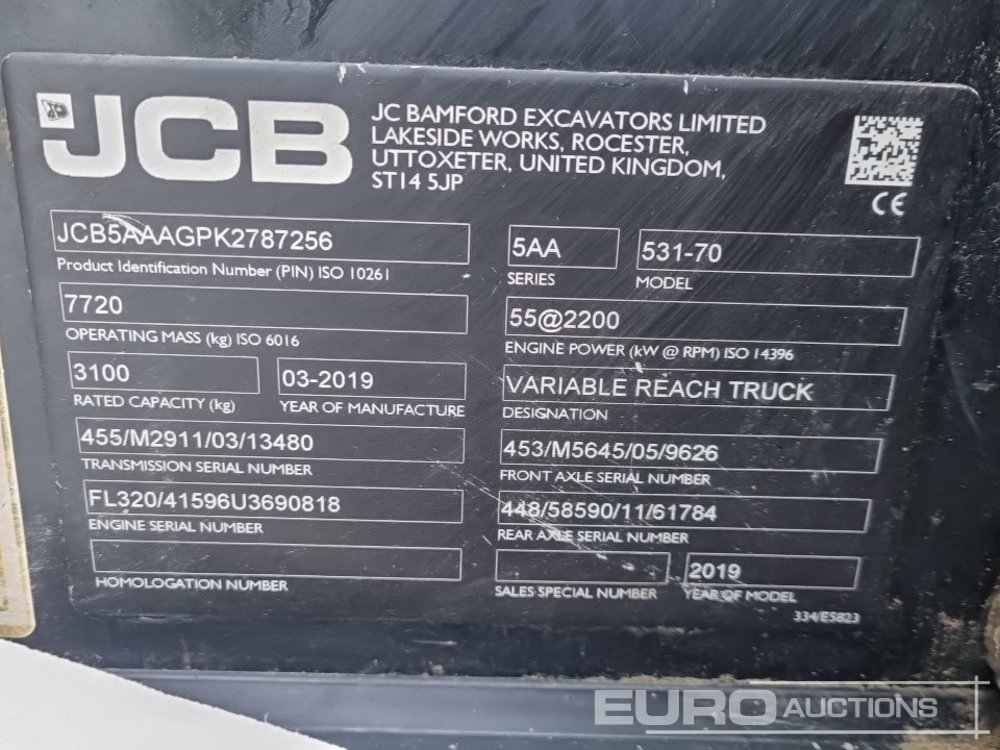 JCB
JC BAMFORD EXCAVATORS LIMITED
LAKESIDE WORKS, ROCESTER,
UTTOXETER, UNITED KINGDOM,
ST14 5JP
CE
JCB5AAAGPK2787256
Product Identification Number (PIN) ISO 10261
5AA
SERIES
531-70
MODEL
7720
OPERATING MASS (kg) ISO 6016
55@2200
ENGINE POWER (kW @ RPM) ISO 14396
3100
RATED CAPACITY (kg)
03-2019
YEAR OF MANUFACTURE
VARIABLE REACH TRUCK
DESIGNATION
455/M2911/03/13480
TRANSMISSION SERIAL NUMBER
453/M5645/05/9626
FRONT AXLE SERIAL NUMBER
FL320/41596U3690818
ENGINE SERIAL NUMBER
448/58590/11/61784
REAR AXLE SERIAL NUMBER
HOMOLOGATION NUMBER
SALES SPECIAL NUMBER
2019
YEAR OF MODEL
334/E5823
EURO AUCTIONS